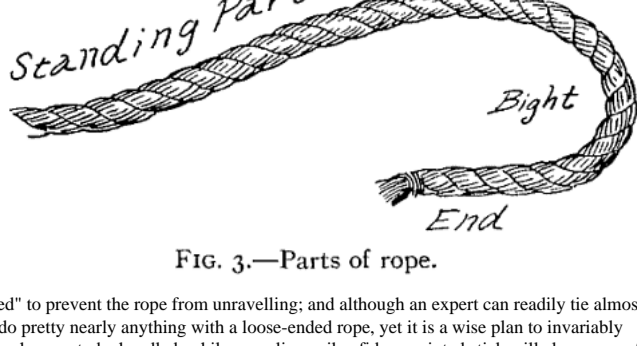 Standing Part
Bight
End
FIG. 3.—Parts of rope.
ed" to prevent the rope from unravelling; and although an expert can readily tie almos
do pretty nearly anything with a loose-ended rope, yet it is a wise plan to invariably